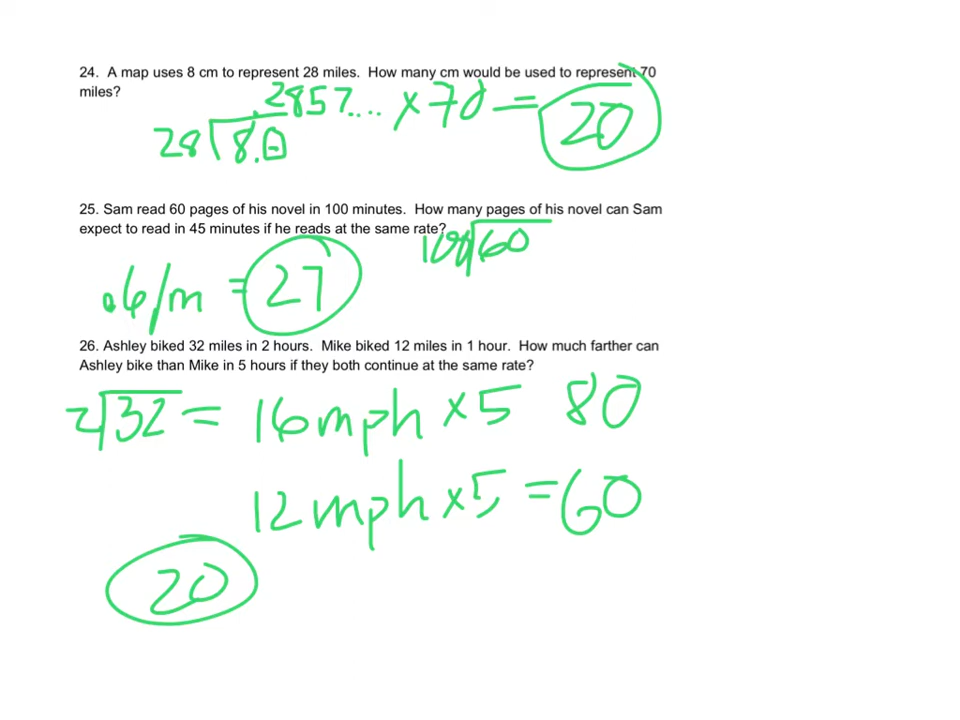 24. A map uses 8 cm to represent 28 miles. How many cm would be used to represent 70
miles?
.2857... x 70 = 20
28 8.0
25. Sam read 60 pages of his novel in 100 minutes. How many pages of his novel can Sam
expect to read in 45 minutes if he reads at the same rate?
100 60
.6/m = 27
26. Ashley biked 32 miles in 2 hours. Mike biked 12 miles in 1 hour. How much farther can
Ashley bike than Mike in 5 hours if they both continue at the same rate?
2 32 = 16mph x 5 80
12mph x 5 = 60
20